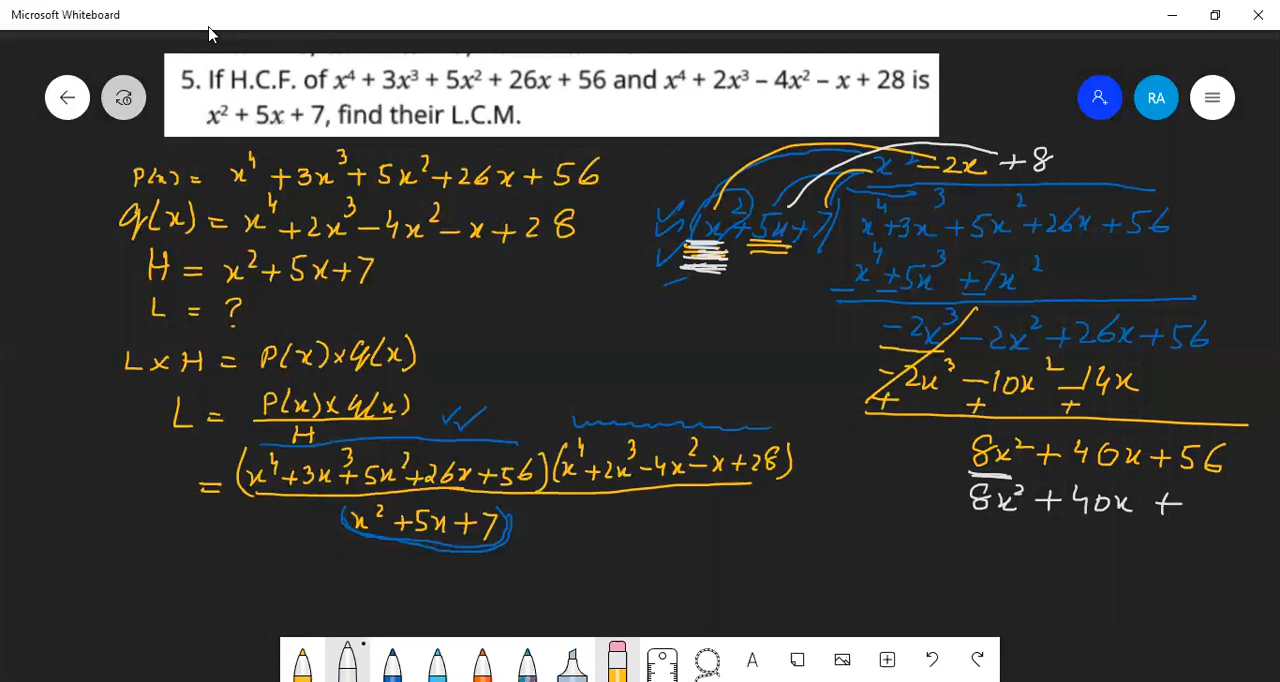 Microsoft Whiteboard
5. If H.C.F. of x⁴ + 3x³ + 5x² + 26x + 56 and x⁴ + 2x³ – 4x² – x + 28 is
x² + 5x + 7, find their L.C.M.
RA
P(x) = x⁴ + 3x³ + 5x² + 26x + 56
q(x) = x⁴ + 2x³ – 4x² – x + 28
H = x² + 5x + 7
L = ?
L × H = P(x) × q(x)
L = P(x) × q(x)
H
= (x⁴ + 3x³ + 5x² + 26x + 56)(x⁴ + 2x³ – 4x² – x + 28)
(x² + 5x + 7)
x² – 2x + 8
(x² + 5x + 7) x⁴ + 3x³ + 5x² + 26x + 56
x⁴ + 5x³ + 7x²
– – –
– 2x³ – 2x² + 26x + 56
– 2x³ – 10x² – 14x
+ + +
8x² + 40x + 56
8x² + 40x +
A